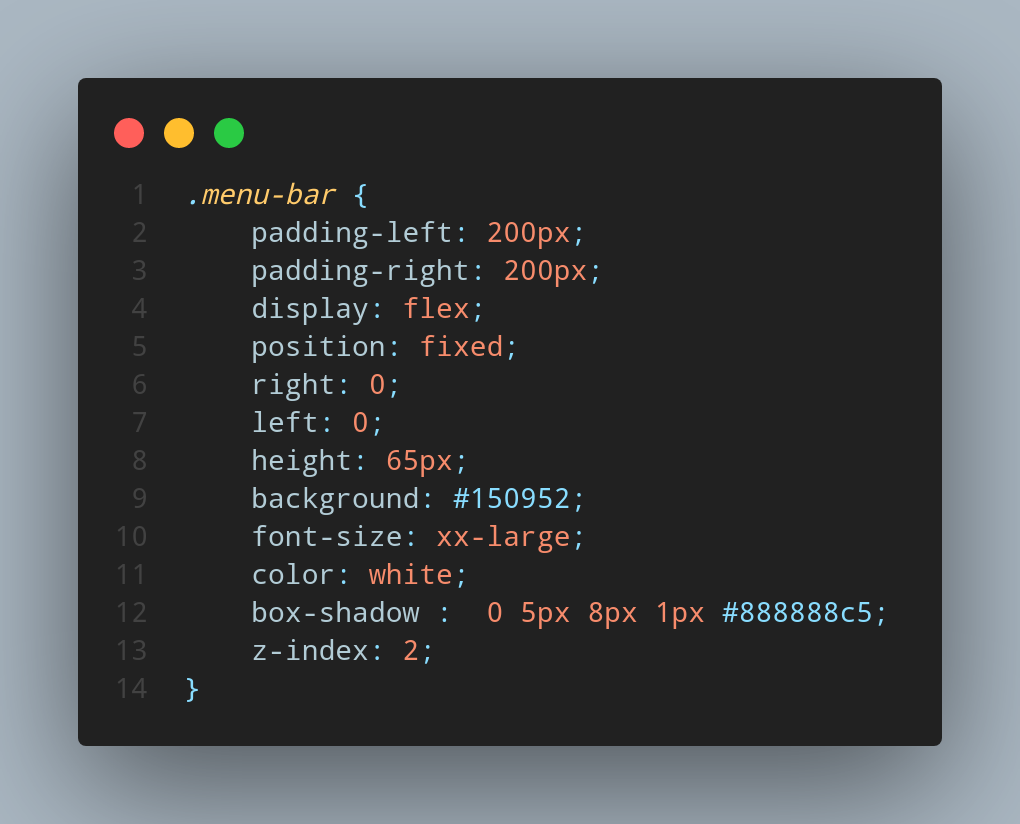 1 .menu-bar {
2     padding-left: 200px;
3     padding-right: 200px;
4     display: flex;
5     position: fixed;
6     right: 0;
7     left: 0;
8     height: 65px;
9     background: #150952;
10     font-size: xx-large;
11     color: white;
12     box-shadow :  0 5px 8px 1px #888888c5;
13     z-index: 2;
14 }